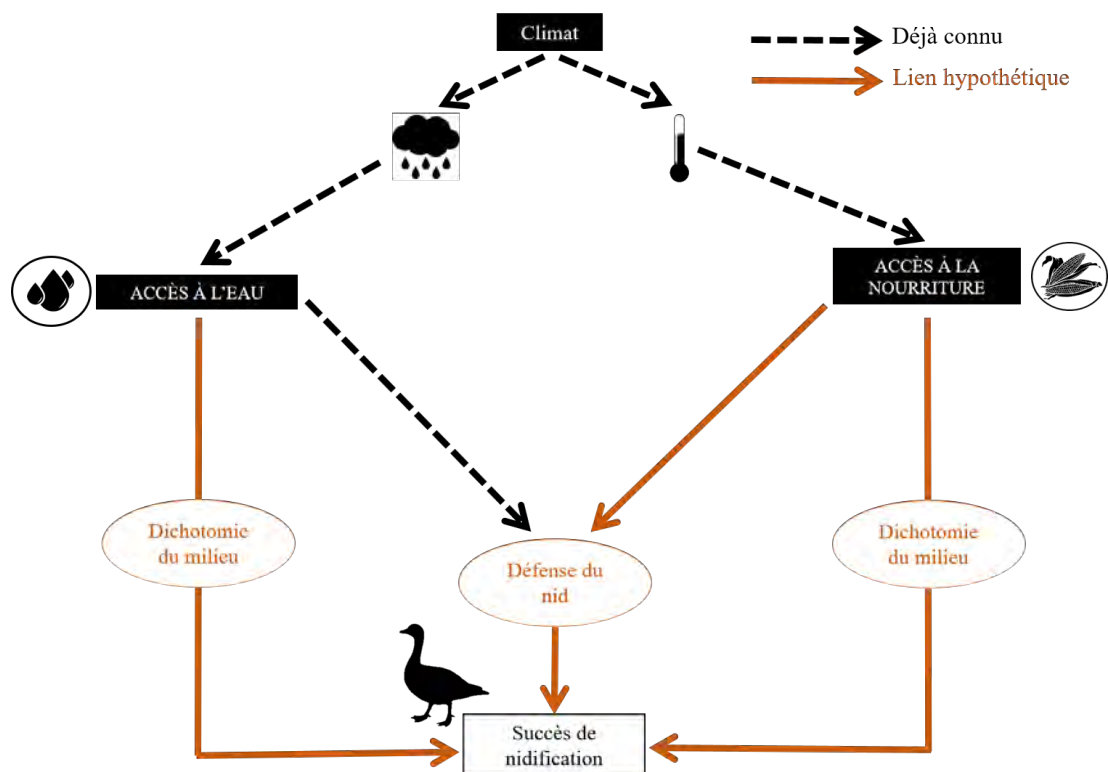 Climat
Déjà connu
Lien hypothétique
ACCÈS À L’EAU
ACCÈS À LA
NOURRITURE
Dichotomie
du milieu
Défense du
nid
Dichotomie
du milieu
Succès de
nidification